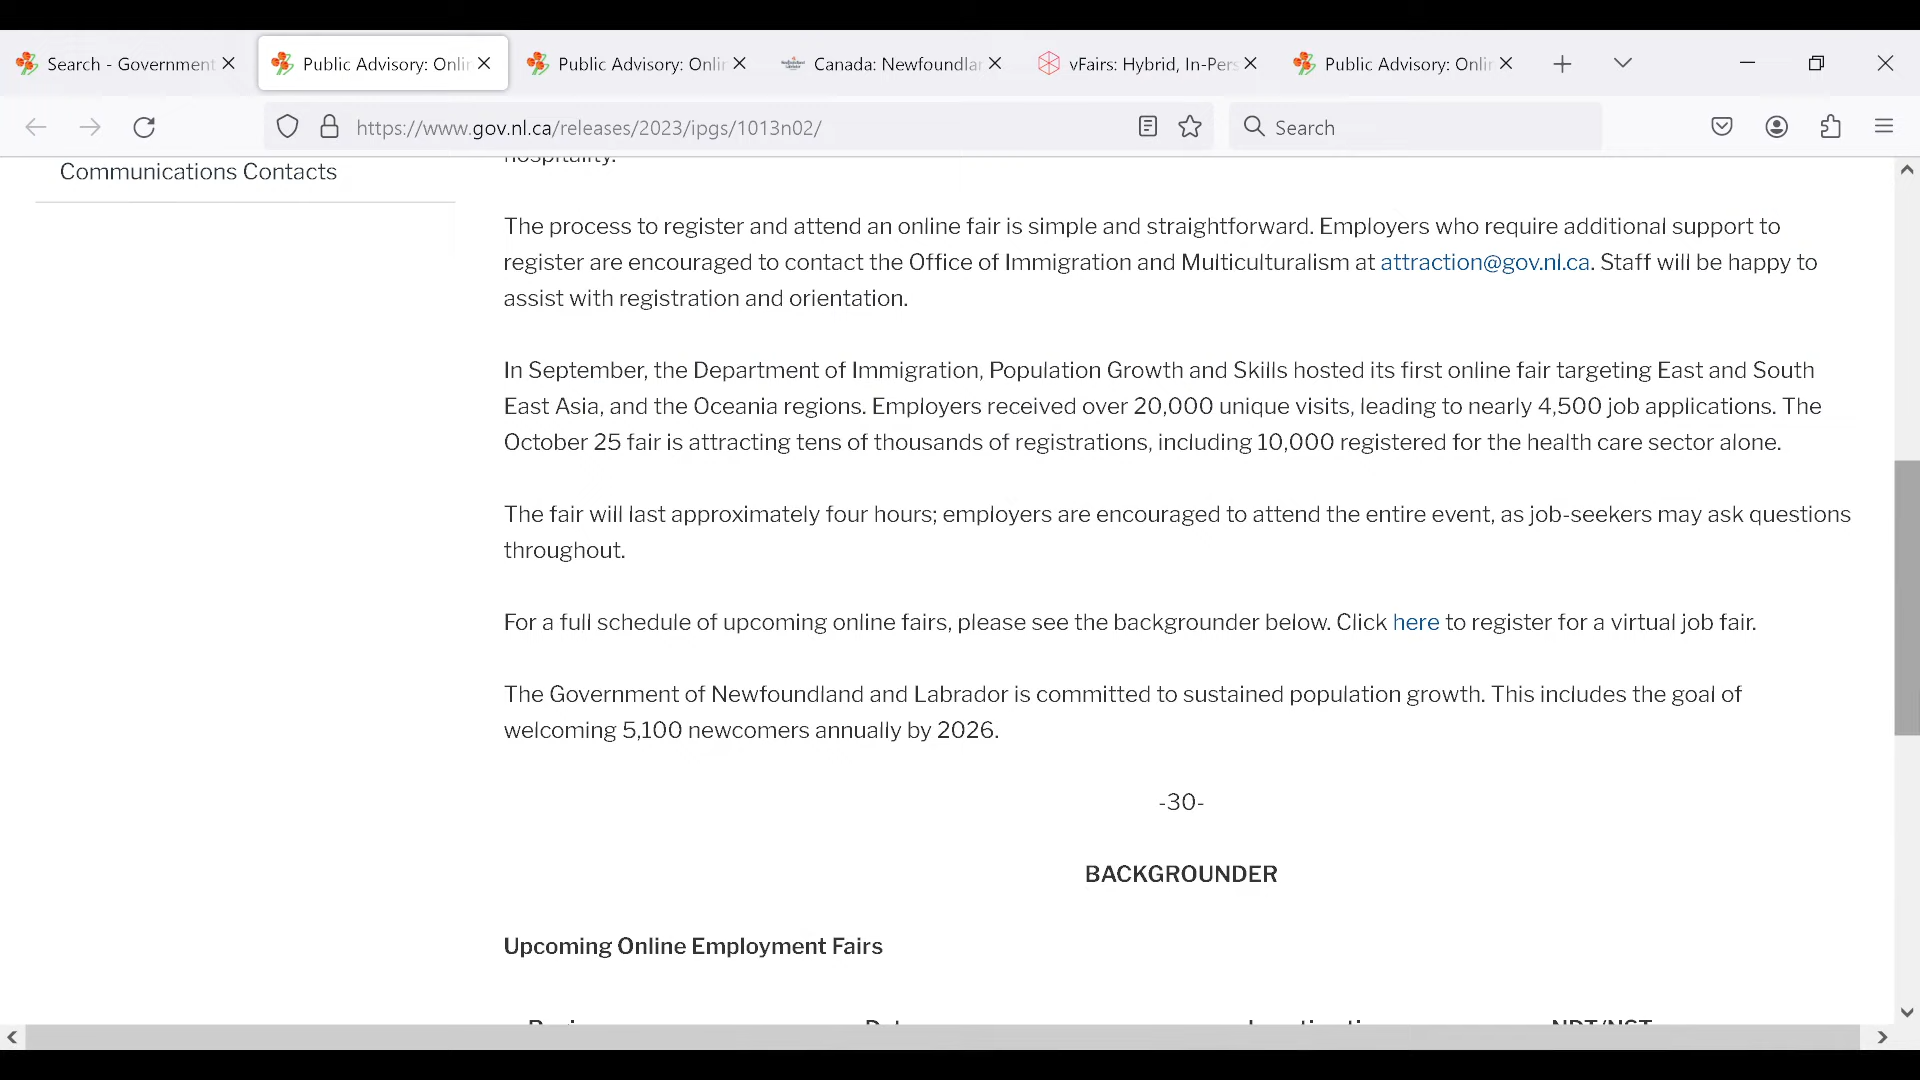 Search - Government
Public Advisory: Onlin
Public Advisory: Onlin
Canada: Newfoundlan
vFairs: Hybrid, In-Pers
Public Advisory: Onlin
https://www.gov.nl.ca/releases/2023/ipgs/1013n02/
Search
Communications Contacts
hospitality.
The process to register and attend an online fair is simple and straightforward. Employers who require additional support to
register are encouraged to contact the Office of Immigration and Multiculturalism at attraction@gov.nl.ca. Staff will be happy to
assist with registration and orientation.
In September, the Department of Immigration, Population Growth and Skills hosted its first online fair targeting East and South
East Asia, and the Oceania regions. Employers received over 20,000 unique visits, leading to nearly 4,500 job applications. The
October 25 fair is attracting tens of thousands of registrations, including 10,000 registered for the health care sector alone.
The fair will last approximately four hours; employers are encouraged to attend the entire event, as job-seekers may ask questions
throughout.
For a full schedule of upcoming online fairs, please see the backgrounder below. Click here to register for a virtual job fair.
The Government of Newfoundland and Labrador is committed to sustained population growth. This includes the goal of
welcoming 5,100 newcomers annually by 2026.
-30-
BACKGROUNDER
Upcoming Online Employment Fairs
NDT/NST